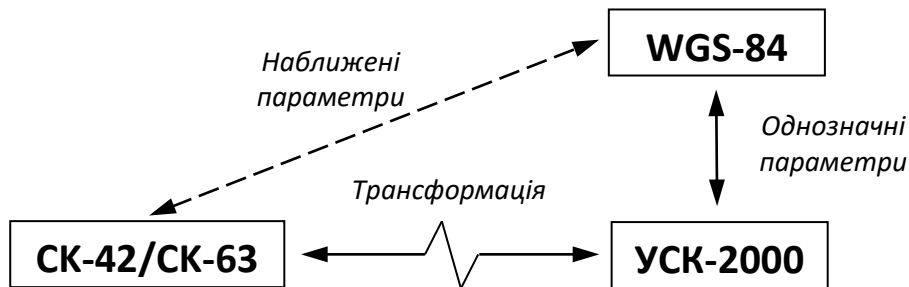 WGS-84
Наближені
параметри
Однозначні
параметри
Трансформація
СК-42/СК-63
УСК-2000